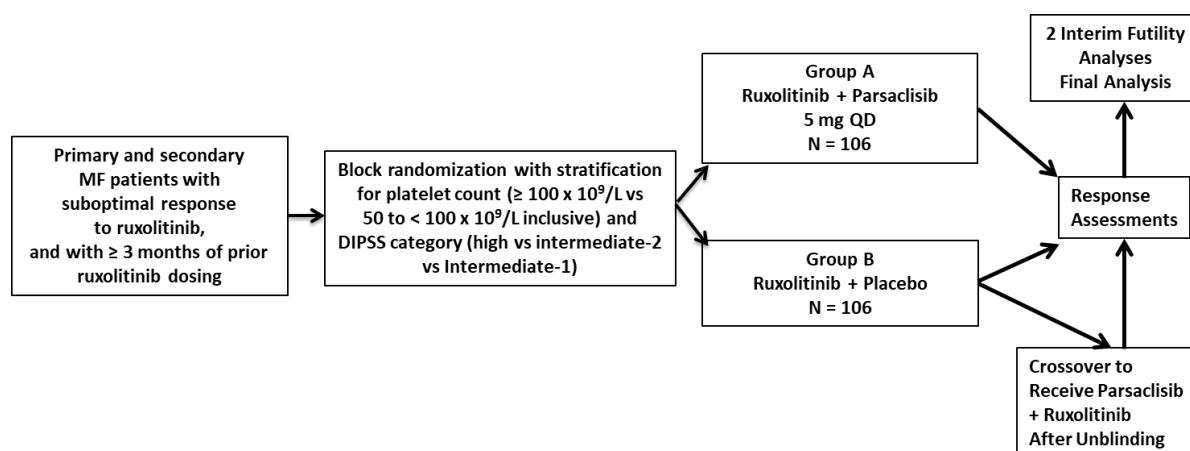 Primary and secondary
MF patients with
suboptimal response
to ruxolitinib,
and with ≥ 3 months of prior
ruxolitinib dosing
Block randomization with stratification
for platelet count (≥ 100 x 10⁹/L vs
50 to < 100 x 10⁹/L inclusive) and
DIPSS category (high vs intermediate-2
vs Intermediate-1)
Group A
Ruxolitinib + Parsaclisib
5 mg QD
N = 106
Group B
Ruxolitinib + Placebo
N = 106
2 Interim Futility
Analyses
Final Analysis
Response
Assessments
Crossover to
Receive Parsaclisib
+ Ruxolitinib
After Unblinding